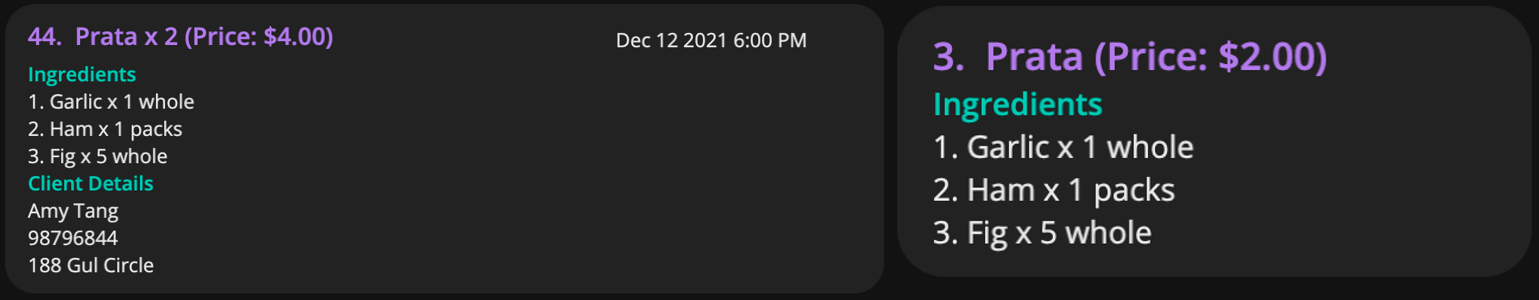 44. Prata x 2 (Price: $4.00)
Dec 12 2021 6:00 PM
Ingredients
1. Garlic x 1 whole
2. Ham x 1 packs
3. Fig x 5 whole
Client Details
Amy Tang
98796844
188 Gul Circle
3. Prata (Price: $2.00)
Ingredients
1. Garlic x 1 whole
2. Ham x 1 packs
3. Fig x 5 whole